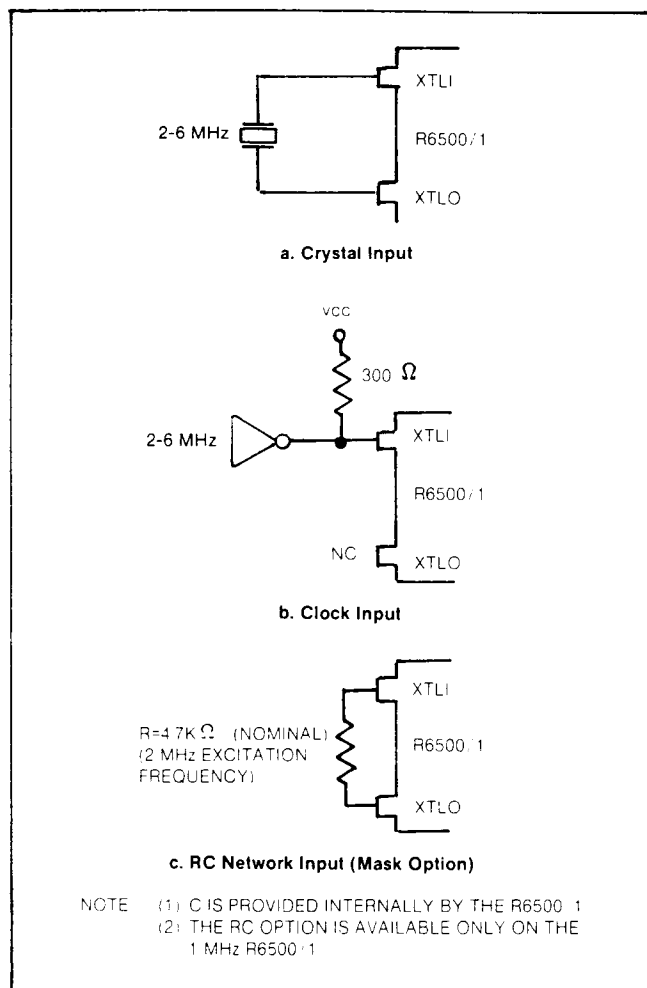 XTLI
2-6 MHz
R6500/1
XTLO
a. Crystal Input
VCC
300 Ω
2-6 MHz
XTLI
R6500/1
NC
XTLO
b. Clock Input
XTLI
R=4.7K Ω (NOMINAL)
(2 MHz EXCITATION
FREQUENCY)
R6500/1
XTLO
c. RC Network Input (Mask Option)
NOTE (1) C IS PROVIDED INTERNALLY BY THE R6500 1
(2) THE RC OPTION IS AVAILABLE ONLY ON THE
1 MHz R6500/1